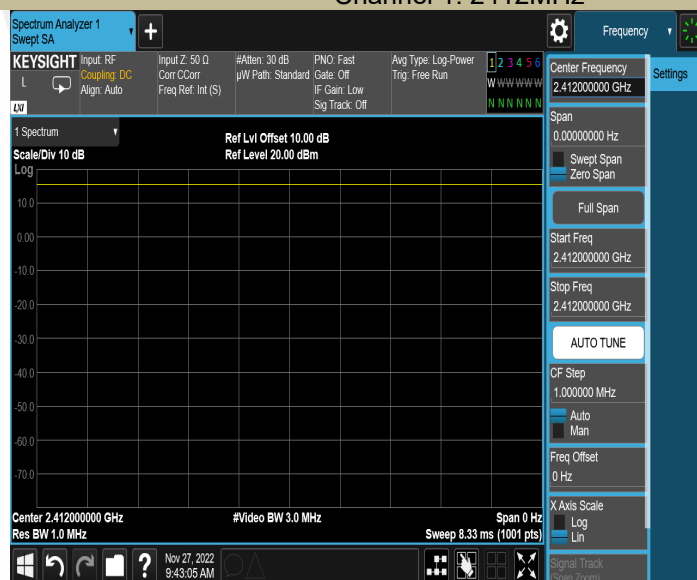 Channel 1: 2412MHz
Spectrum Analyzer 1
Swept SA
Frequency
KEYSIGHT
L
LXI
Input: RF
Coupling: DC
Align: Auto
Input Z: 50 Ω
Corr CCorr
Freq Ref: Int (S)
#Atten: 30 dB
µW Path: Standard
PNO: Fast
Gate: Off
IF Gain: Low
Sig Track: Off
Avg Type: Log-Power
Trig: Free Run
1 2 3 4 5 6
W W W W W W
N N N N N N
Center Frequency
2.412000000 GHz
Settings
Span
0.00000000 Hz
Swept Span
Zero Span
Full Span
Start Freq
2.412000000 GHz
Stop Freq
2.412000000 GHz
AUTO TUNE
CF Step
1.000000 MHz
Auto
Man
Freq Offset
0 Hz
X Axis Scale
Log
Lin
Signal Track
(Span Zoom)
1 Spectrum
Scale/Div 10 dB
Ref Lvl Offset 10.00 dB
Ref Level 20.00 dBm
Log
10.0
0.00
-10.0
-20.0
-30.0
-40.0
-50.0
-60.0
-70.0
Center 2.412000000 GHz
#Video BW 3.0 MHz
Span 0 Hz
Res BW 1.0 MHz
Sweep 8.33 ms (1001 pts)
?
Nov 27, 2022
9:43:05 AM